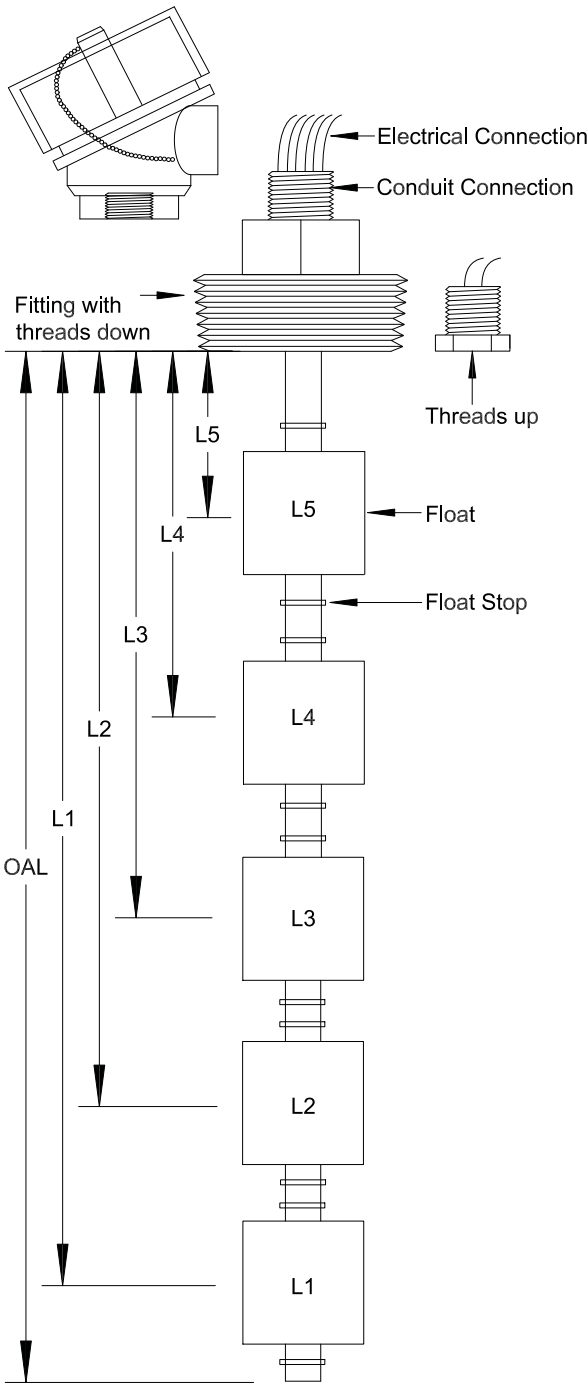 Electrical Connection
Conduit Connection
Fitting with
threads down
Threads up
L5
L5
Float
L4
Float Stop
L3
L4
L2
L1
OAL
L3
L2
L1